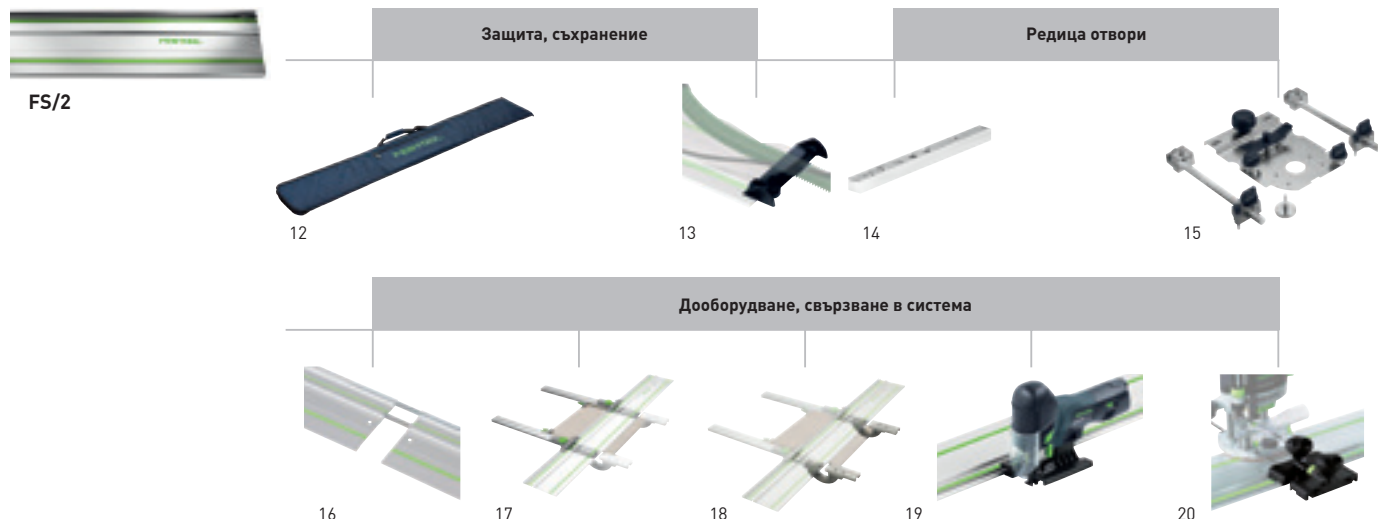 Защита, съхранение
Редица отвори
FS/2
12
13
14
15
Дооборудване, свързване в система
16
17
18
19
20